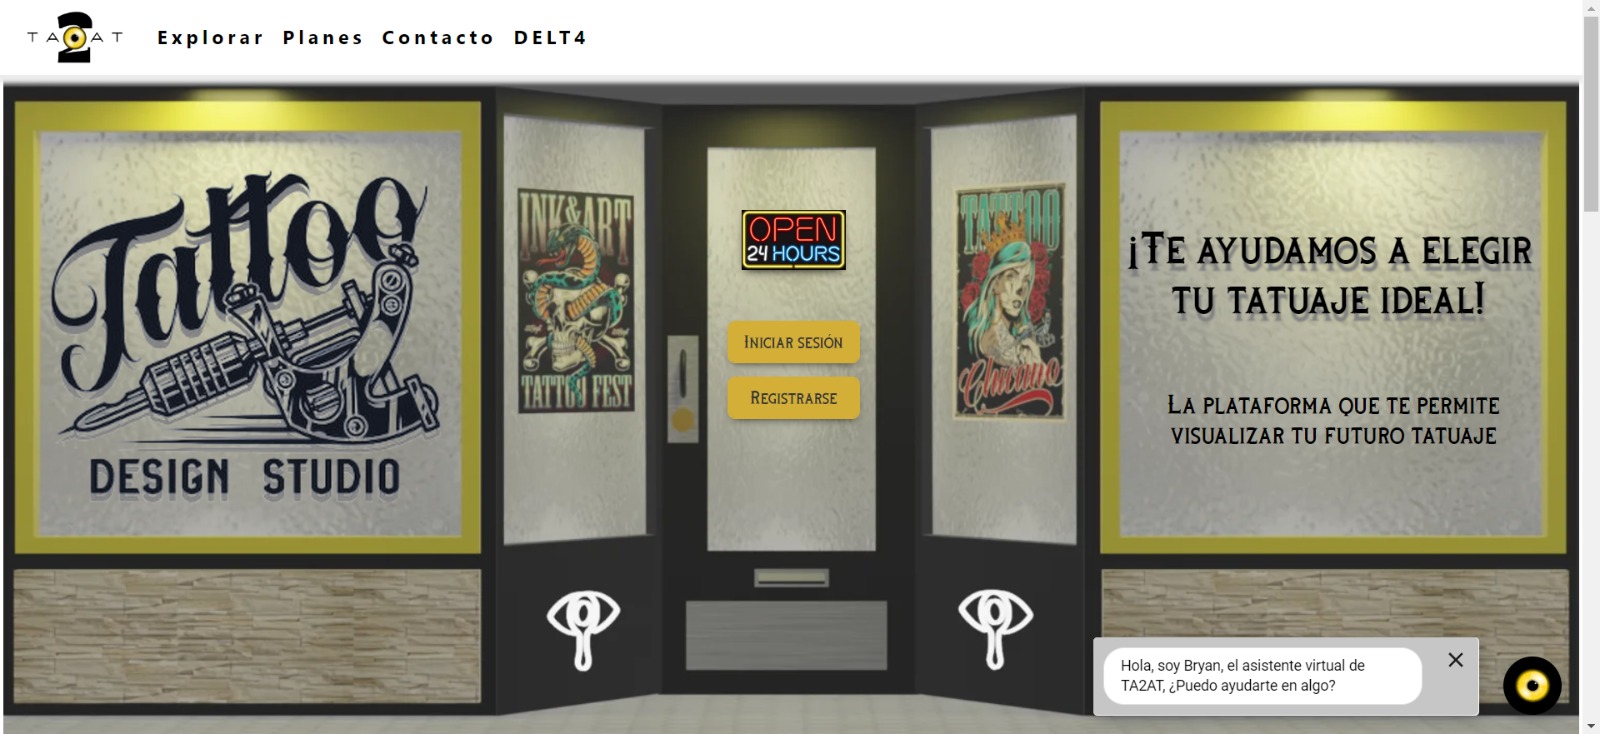 TA2AT
Explorar Planes Contacto DELT4
Tattoo
DESIGN STUDIO
INK&ART
TATTOO FEST
OPEN
24 HOURS
INICIAR SESIÓN
REGISTRARSE
TATTOO
Chicano
¡TE AYUDAMOS A ELEGIR
TU TATUAJE IDEAL!
LA PLATAFORMA QUE TE PERMITE
VISUALIZAR TU FUTURO TATUAJE
Hola, soy Bryan, el asistente virtual de
TA2AT, ¿Puedo ayudarte en algo?